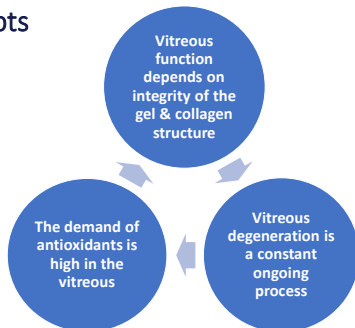 Vitreous
function
depends on
integrity of the
gel & collagen
structure
The demand of
antioxidants is
high in the
vitreous
Vitreous
degeneration is
a constant
ongoing
process